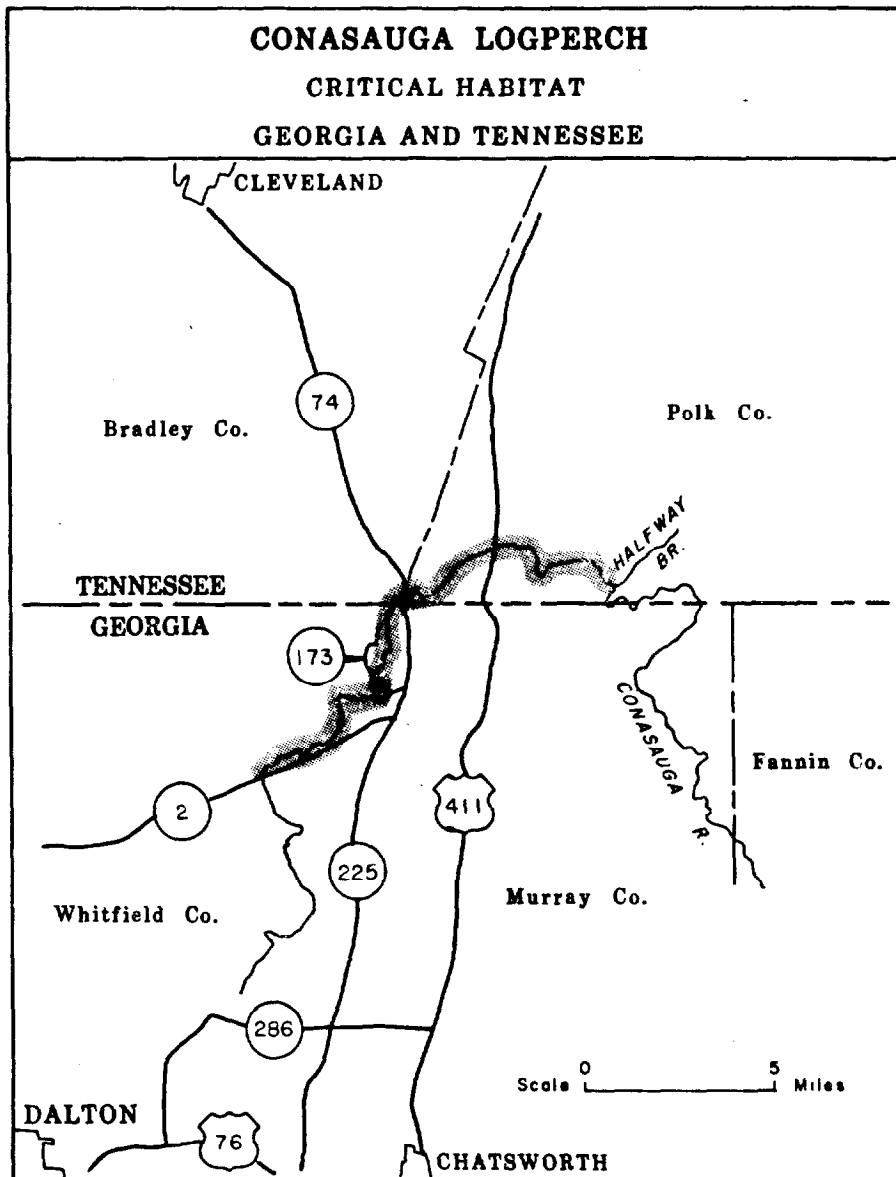 CONASAUGA LOGPERCH
CRITICAL HABITAT
GEORGIA AND TENNESSEE
CLEVELAND
74
Bradley Co.
Polk Co.
HALFWAY
BR.
TENNESSEE
GEORGIA
173
CONASAUGA
R.
Fannin Co.
2
411
225
Whitfield Co.
Murray Co.
286
0 5
Scale Miles
DALTON
76
CHATSWORTH